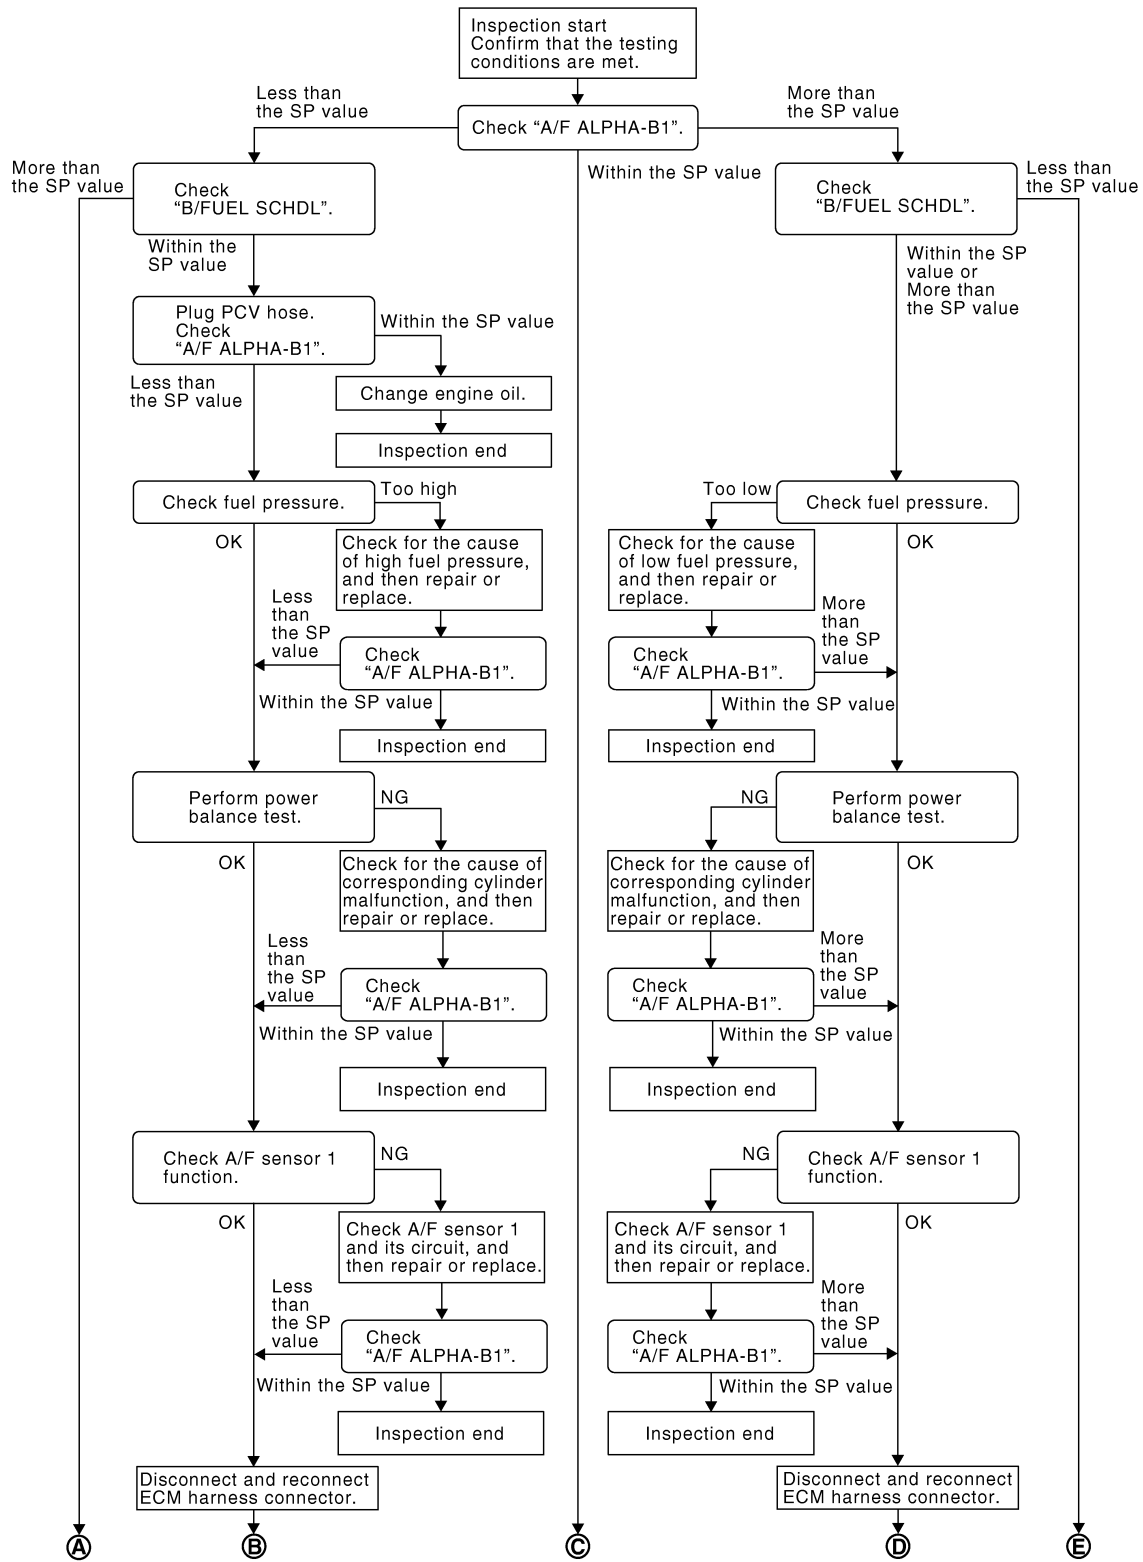 Inspection start
Confirm that the testing
conditions are met.
Less than
the SP value
More than
the SP value
Check “A/F ALPHA-B1”.
More than
the SP value
Within the SP value
Less than
the SP value
Check
“B/FUEL SCHDL”.
Check
“B/FUEL SCHDL”.
Within the
SP value
Within the SP
value or
More than
the SP value
Plug PCV hose.
Check
“A/F ALPHA-B1”.
Within the SP value
Less than
the SP value
Change engine oil.
Inspection end
Check fuel pressure.
Too high
Too low
Check fuel pressure.
OK
Check for the cause
of high fuel pressure,
and then repair or
replace.
Check for the cause
of low fuel pressure,
and then repair or
replace.
OK
Less
than
the SP
value
Check
“A/F ALPHA-B1”.
Check
“A/F ALPHA-B1”.
More
than
the SP
value
Within the SP value
Within the SP value
Inspection end
Inspection end
Perform power
balance test.
NG
NG
Perform power
balance test.
OK
Check for the cause of
corresponding cylinder
malfunction, and then
repair or replace.
Check for the cause of
corresponding cylinder
malfunction, and then
repair or replace.
OK
Less
than
the SP
value
Check
“A/F ALPHA-B1”.
Check
“A/F ALPHA-B1”.
More
than
the SP
value
Within the SP value
Within the SP value
Inspection end
Inspection end
Check A/F sensor 1
function.
NG
NG
Check A/F sensor 1
function.
OK
Check A/F sensor 1
and its circuit, and
then repair or replace.
Check A/F sensor 1
and its circuit, and
then repair or replace.
OK
Less
than
the SP
value
Check
“A/F ALPHA-B1”.
Check
“A/F ALPHA-B1”.
More
than
the SP
value
Within the SP value
Within the SP value
Inspection end
Inspection end
Disconnect and reconnect
ECM harness connector.
Disconnect and reconnect
ECM harness connector.
A
B
C
D
E